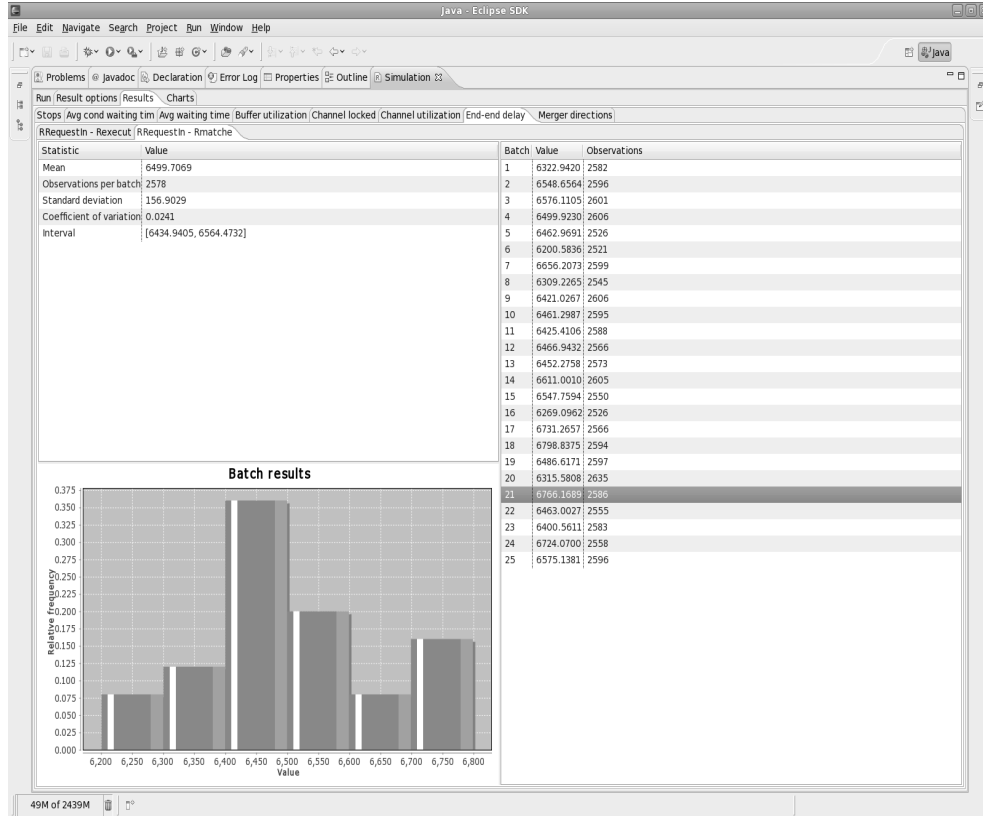 Java - Eclipse SDK
File Edit Navigate Search Project Run Window Help
Java
Problems @ Javadoc Declaration Error Log Properties Outline Simulation
Run Result options Results Charts
Stops Avg cond waiting tim Avg waiting time Buffer utilization Channel locked Channel utilization End-end delay Merger directions
RRequestIn - Rexecut RRequestIn - Rmatche
Statistic Value
Mean 6499.7069
Observations per batch 2578
Standard deviation 156.9029
Coefficient of variation 0.0241
Interval [6434.9405, 6564.4732]
Batch Value Observations
1 6322.9420 2582
2 6548.6564 2596
3 6576.1105 2601
4 6499.9230 2606
5 6462.9691 2526
6 6200.5836 2521
7 6656.2073 2599
8 6309.2265 2545
9 6421.0267 2606
10 6461.2987 2595
11 6425.4106 2588
12 6466.9432 2566
13 6452.2758 2573
14 6611.0010 2605
15 6547.7594 2550
16 6269.0962 2526
17 6731.2657 2566
18 6798.8375 2594
19 6486.6171 2597
20 6315.5808 2635
21 6766.1689 2586
22 6463.0027 2555
23 6400.5611 2583
24 6724.0700 2558
25 6575.1381 2596
Batch results
0.375
0.350
0.325
0.300
0.275
0.250
0.225
0.200
0.175
0.150
0.125
0.100
0.075
0.050
0.025
0.000
Relative frequency
6,200 6,250 6,300 6,350 6,400 6,450 6,500 6,550 6,600 6,650 6,700 6,750 6,800
Value
49M of 2439M